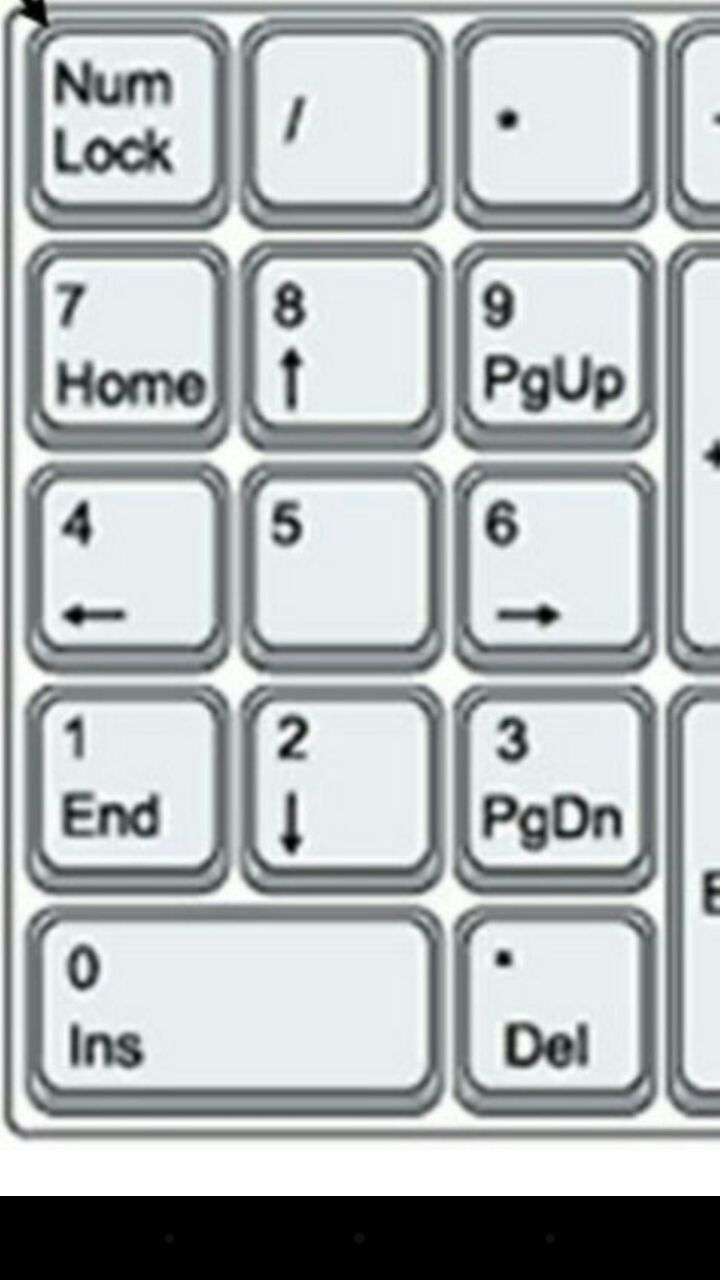 Num
Lock
/
•
7
Home
8
↑
9
PgUp
4
←
5
6
→
1
End
2
↓
3
PgDn
0
Ins
.
Del